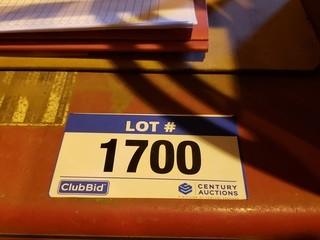 LOT #
1700
ClubBid
CENTURY
AUCTIONS